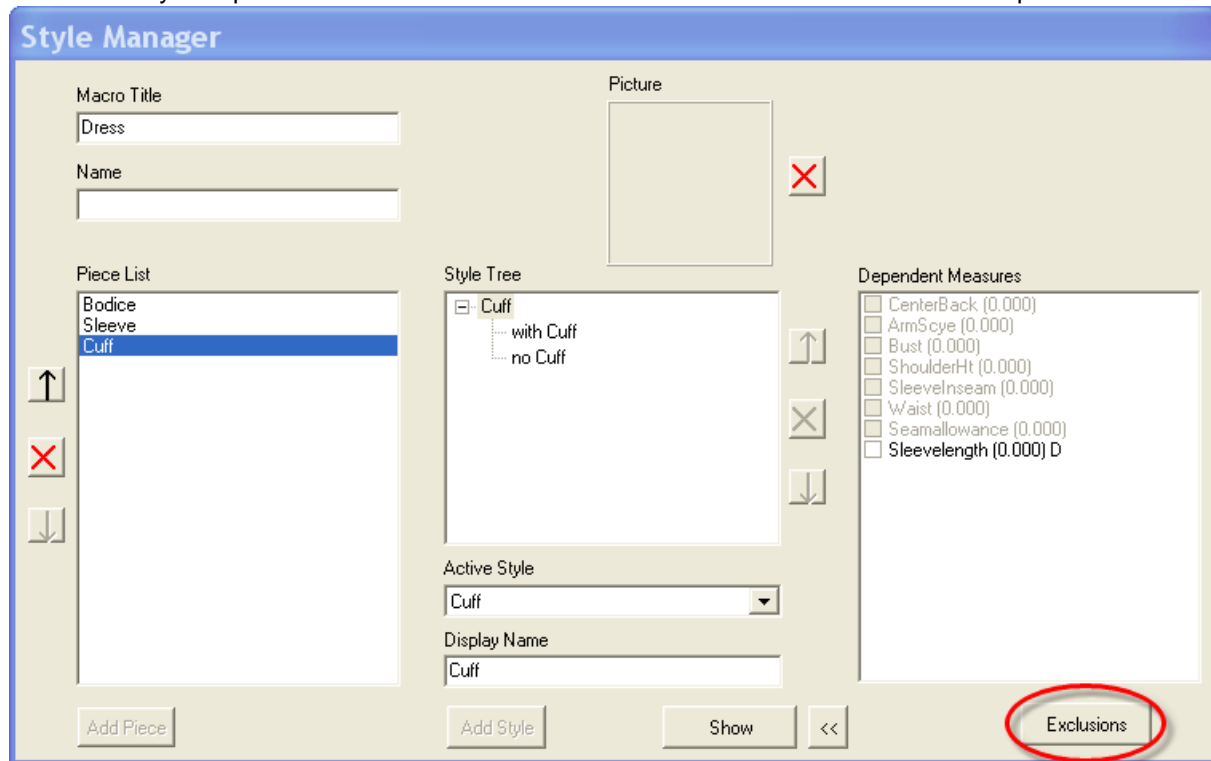 Style Manager
Macro Title
Dress
Name
Picture
Piece List
Bodice
Sleeve
Cuff
Style Tree
Cuff
with Cuff
no Cuff
Active Style
Cuff
Display Name
Cuff
Dependent Measures
CenterBack (0.000)
ArmScye (0.000)
Bust (0.000)
ShoulderHt (0.000)
SleeveInseam (0.000)
Waist (0.000)
Seamallowance (0.000)
Sleevelength (0.000) D
Add Piece
Add Style
Show
<<
Exclusions